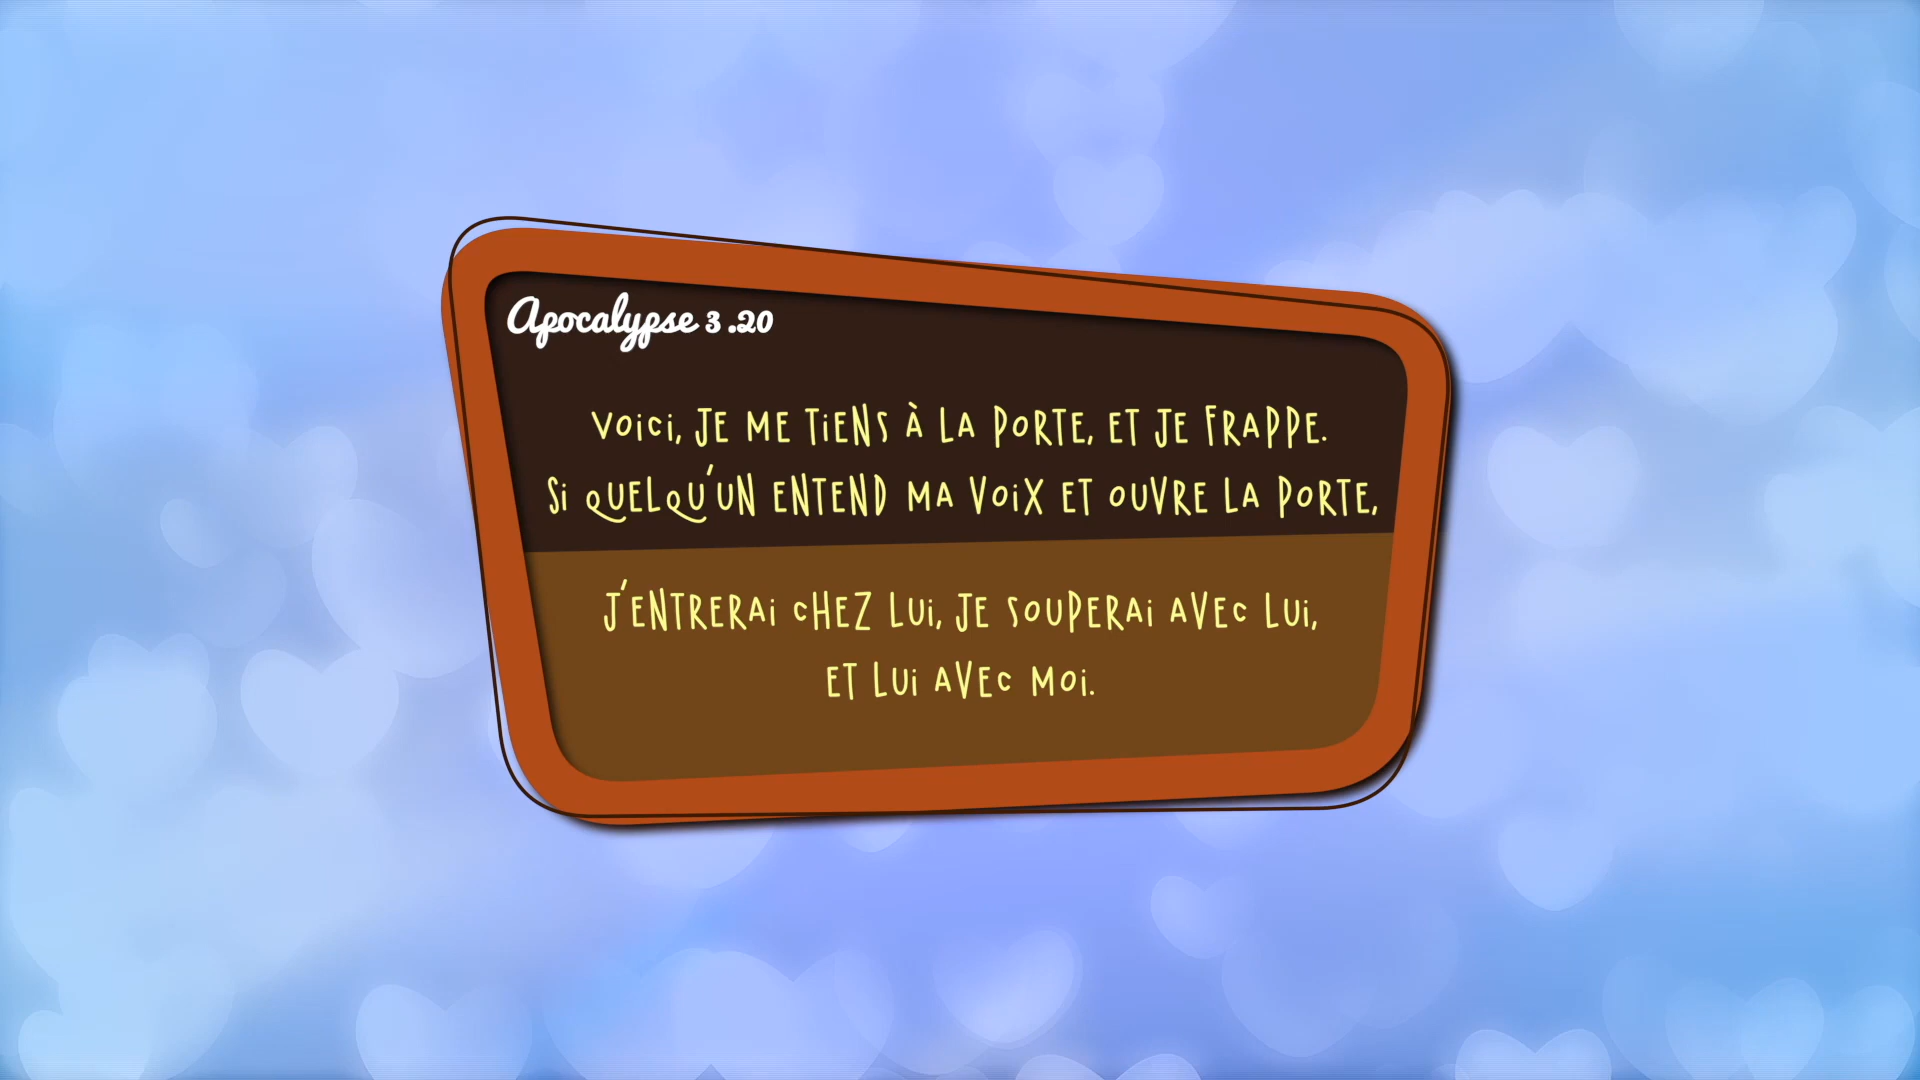 Apocalypse 3.20
Voici, je me tiens à la porte, et je frappe.
Si quelqu'un entend ma voix et ouvre la porte,
j'entrerai chez lui, je souperai avec lui,
et lui avec moi.